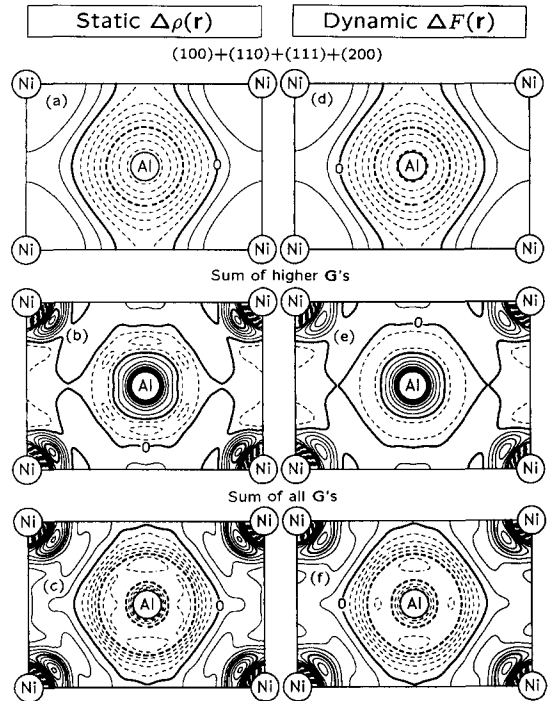 Static Δρ(r) Dynamic ΔF(r)
(100)+(110)+(111)+(200)
Ni Ni Ni Ni
(a) (d)
Al 0 0 Al
Ni Ni Ni Ni
Sum of higher G's
Ni Ni Ni Ni
(b) 0 (e)
Al Al
0
Ni Ni Ni Ni
Sum of all G's
Ni Ni Ni Ni
(c) (f)
Al 0 0 Al
Ni Ni Ni Ni